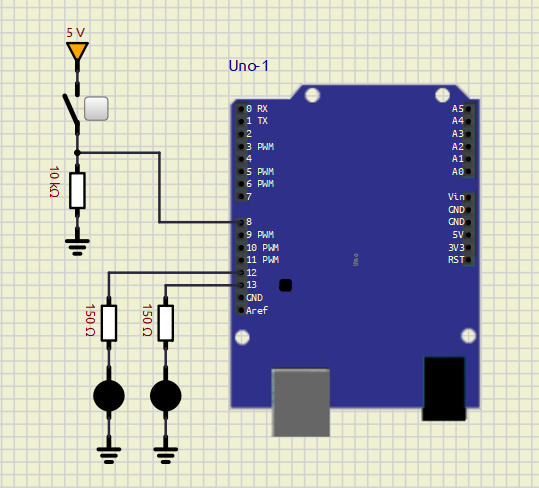 5 V
Uno-1
0 RX
1 TX
2
3 PWM
4
5 PWM
6 PWM
7
8
9 PWM
10 PWM
11 PWM
12
13
GND
Aref
A5
A4
A3
A2
A1
A0
Vin
GND
GND
5V
3V3
RST
Uno
10 kΩ
150 Ω
150 Ω